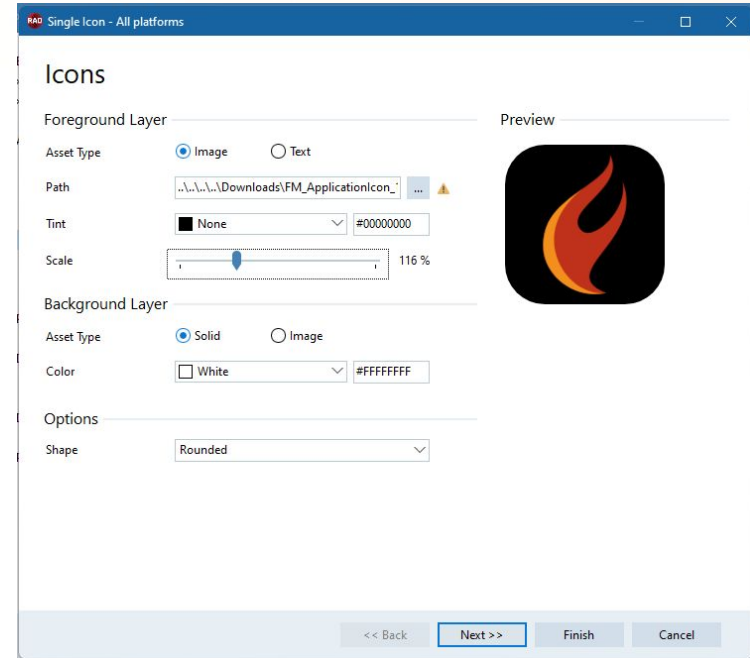 RAD Single Icon - All platforms
Icons
Foreground Layer
Preview
Asset Type Image Text
Path ..\..\..\..\Downloads\FM_ApplicationIcon_ ...
Tint None #00000000
Scale 116 %
Background Layer
Asset Type Solid Image
Color White #FFFFFFFF
Options
Shape Rounded
<< Back Next >> Finish Cancel